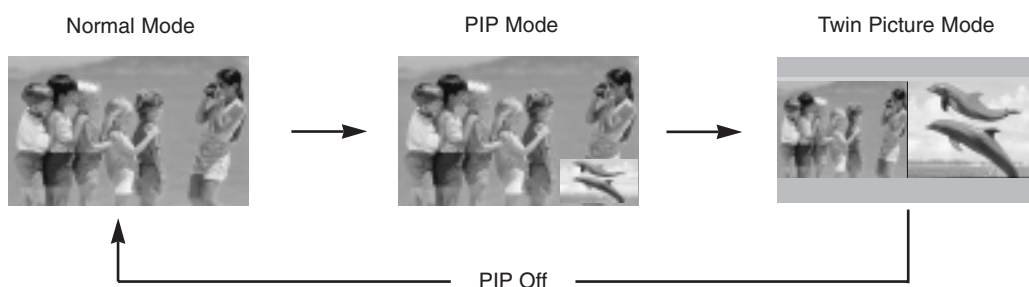 Normal Mode
PIP Mode
Twin Picture Mode
PIP Off